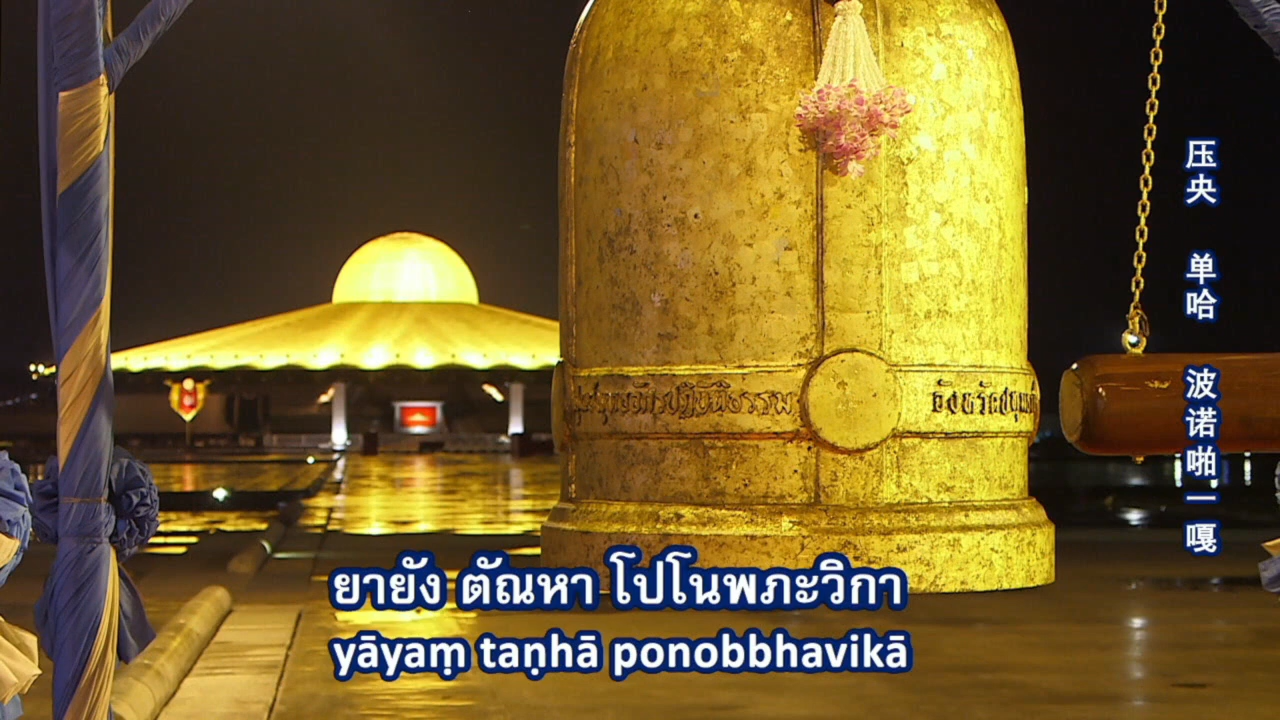 ยายัง ตัณหา โปโนพภะวิกา
yāyaṃ taṇhā ponobbhavikā
压央 单哈 波诺啪一嘎